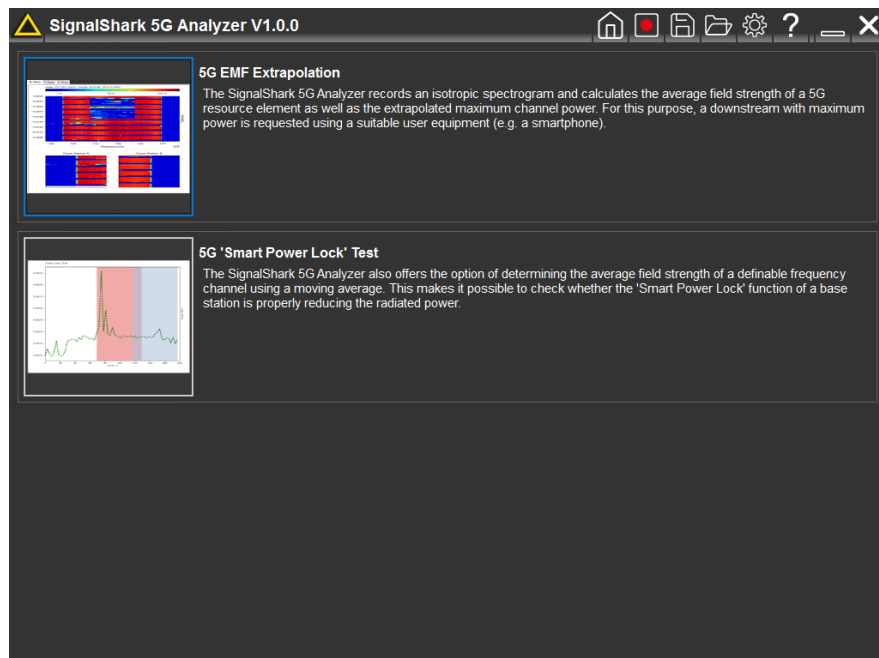 SignalShark 5G Analyzer V1.0.0
?
5G EMF Extrapolation
The SignalShark 5G Analyzer records an isotropic spectrogram and calculates the average field strength of a 5G
resource element as well as the extrapolated maximum channel power. For this purpose, a downstream with maximum
power is requested using a suitable user equipment (e.g. a smartphone).
5G 'Smart Power Lock' Test
The SignalShark 5G Analyzer also offers the option of determining the average field strength of a definable frequency
channel using a moving average. This makes it possible to check whether the 'Smart Power Lock' function of a base
station is properly reducing the radiated power.